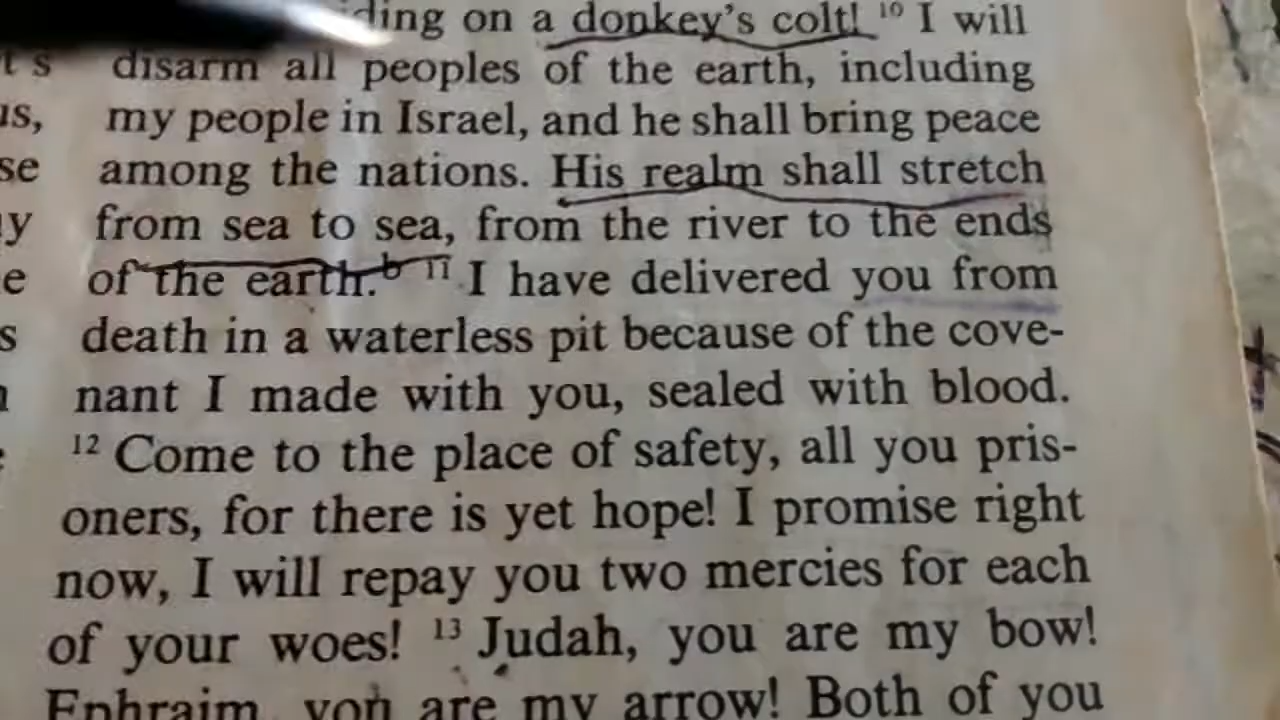 ding on a donkey's colt! 10 I will
t s disarm all peoples of the earth, including
us, my people in Israel, and he shall bring peace
se among the nations. His realm shall stretch
y from sea to sea, from the river to the ends
e of the earth.b 11 I have delivered you from
s death in a waterless pit because of the cove-
nant I made with you, sealed with blood.
12 Come to the place of safety, all you pris-
oners, for there is yet hope! I promise right
now, I will repay you two mercies for each
of your woes! 13 Judah, you are my bow!
Ephraim, you are my arrow! Both of you